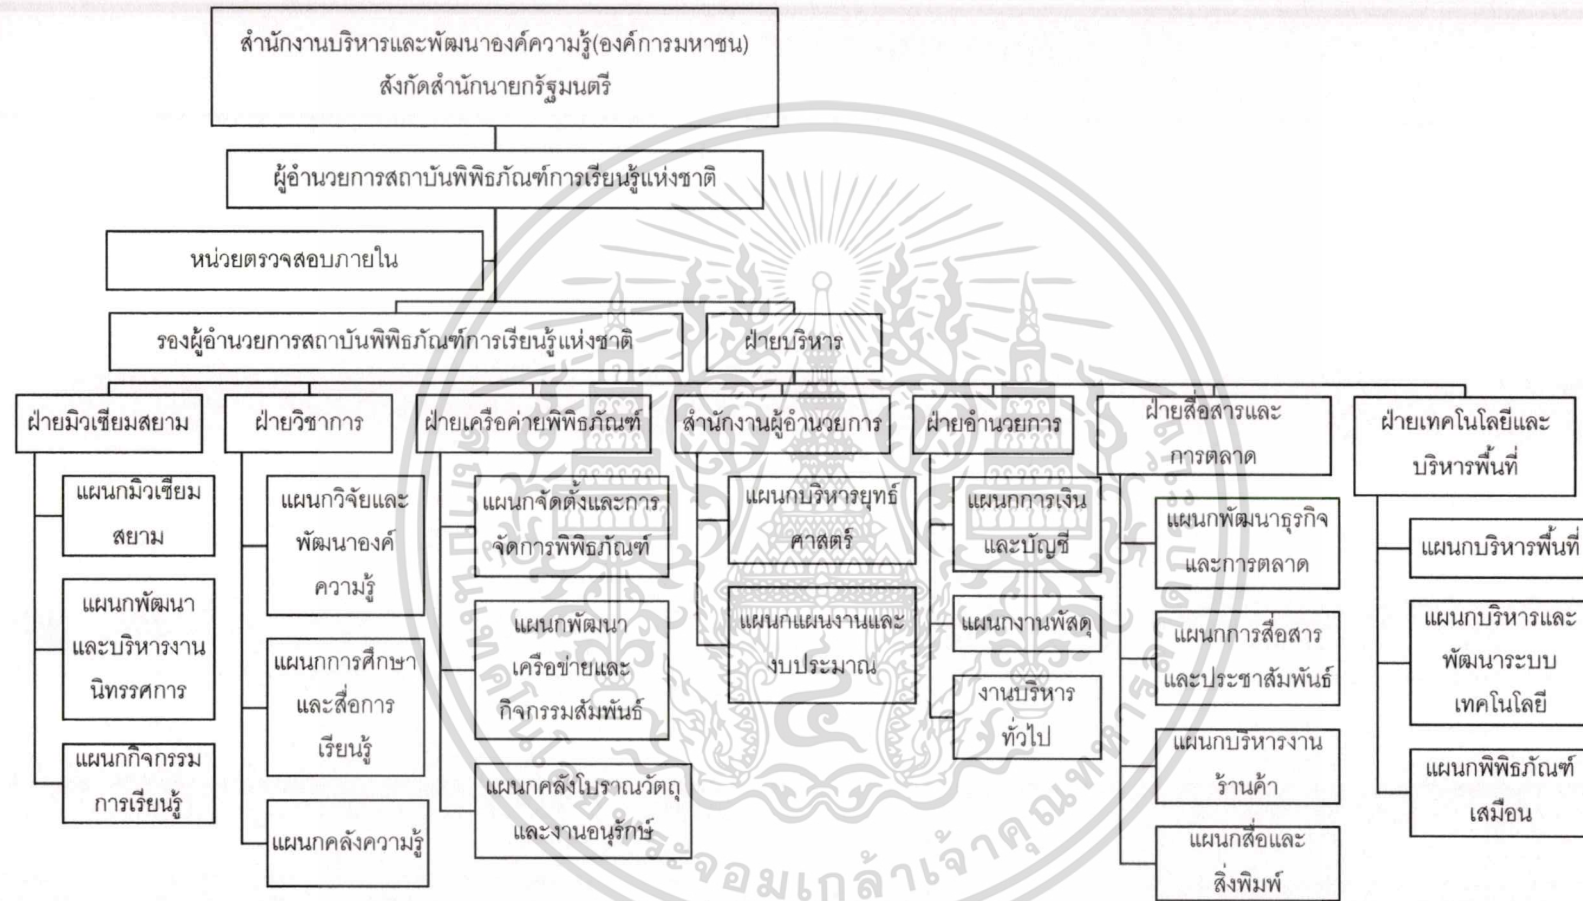 สำนักงานบริหารและพัฒนาองค์ความรู้(องค์การมหาชน)
สังกัดสำนักนายกรัฐมนตรี
ผู้อำนวยการสถาบันพิพิธภัณฑ์การเรียนรู้แห่งชาติ
หน่วยตรวจสอบภายใน
รองผู้อำนวยการสถาบันพิพิธภัณฑ์การเรียนรู้แห่งชาติ
ฝ่ายบริหาร
ฝ่ายมิวเซียมสยาม
แผนกมิวเซียม
สยาม
แผนกพัฒนา
และบริหารงาน
นิทรรศการ
แผนกกิจกรรม
การเรียนรู้
ฝ่ายวิชาการ
แผนกวิจัยและ
พัฒนาองค์
ความรู้
แผนกการศึกษา
และสื่อการ
เรียนรู้
แผนกคลังความรู้
ฝ่ายเครือค่ายพิพิธภัณฑ์
แผนกจัดตั้งและการ
จัดการพิพิธภัณฑ์
แผนกพัฒนา
เครือข่ายและ
กิจกรรมสัมพันธ์
แผนกคลังโบราณวัตถุ
และงานอนุรักษ์
สำนักงานผู้อำนวยการ
แผนกบริหารยุทธ์
ศาสตร์
แผนกแผนงานและ
งบประมาณ
ฝ่ายอำนวยการ
แผนกการเงิน
และบัญชี
แผนกงานพัสดุ
งานบริหาร
ทั่วไป
ฝ่ายสื่อสารและ
การตลาด
แผนกพัฒนาธุรกิจ
และการตลาด
แผนกการสื่อสาร
และประชาสัมพันธ์
แผนกบริหารงาน
ร้านค้า
แผนกสื่อและ
สิ่งพิมพ์
ฝ่ายเทคโนโลยีและ
บริหารพื้นที่
แผนกบริหารพื้นที่
แผนกบริหารและ
พัฒนาระบบ
เทคโนโลยี
แผนกพิพิธภัณฑ์
เสมือน